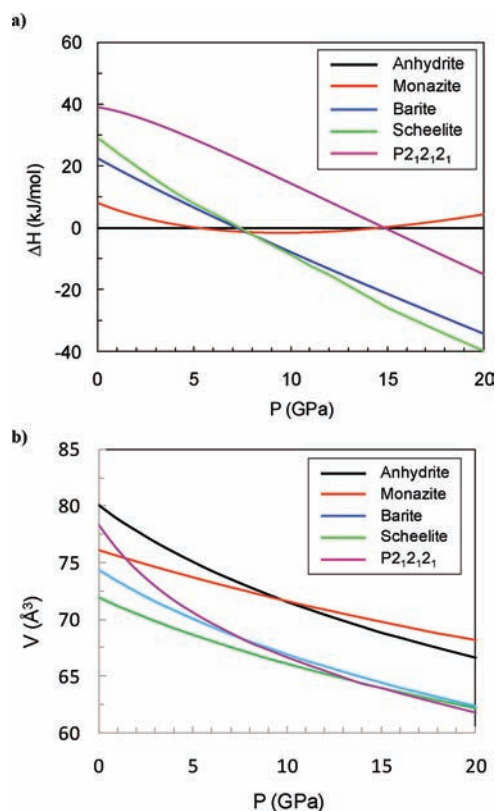 a)
60
40
20
0
-20
-40
ΔH (kJ/mol)
Anhydrite
Monazite
Barite
Scheelite
P2₁2₁2₁
0 5 10 15 20
P (GPa)
b)
85
80
75
70
65
60
V (Å³)
Anhydrite
Monazite
Barite
Scheelite
P2₁2₁2₁
0 5 10 15 20
P (GPa)